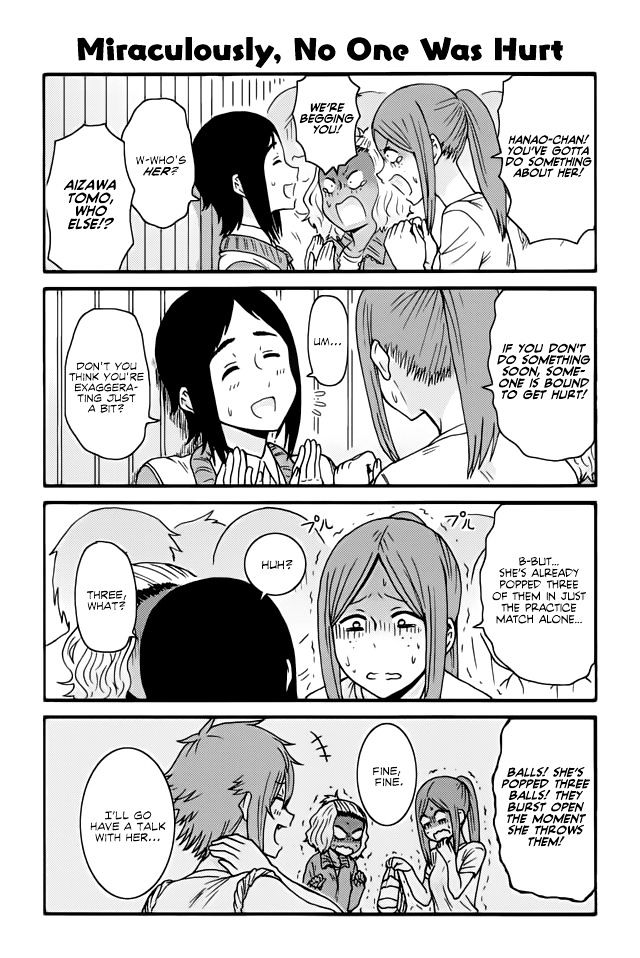 Miraculously, No One Was Hurt
HANAO-CHAN!
YOU'VE GOTTA
DO SOMETHING
ABOUT HER!
WE'RE
BEGGING
YOU!
W-WHO'S
HER?
AIZAWA
TOMO,
WHO
ELSE!?
IF YOU DON'T
DO SOMETHING
SOON, SOME-
ONE IS BOUND
TO GET HURT!
UM...
DON'T YOU
THINK YOU'RE
EXAGGERA-
TING JUST
A BIT?
B-BUT...
SHE'S ALREADY
POPPED THREE
OF THEM IN JUST
THE PRACTICE
MATCH ALONE...
プル
プル
HUH?
THREE,
WHAT?
BALLS! SHE'S
POPPED THREE
BALLS! THEY
BURST OPEN
THE MOMENT
SHE THROWS
THEM!
FINE,
FINE.
I'LL GO
HAVE A TALK
WITH HER...